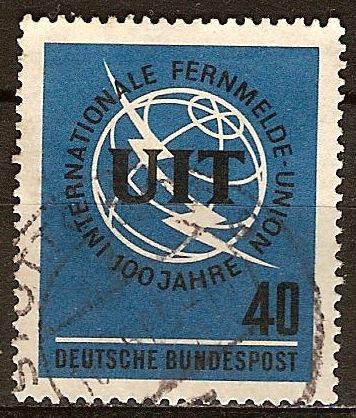 INTERNATIONALE FERNMELDE-UNION
100 JAHRE
UIT
40
DEUTSCHE BUNDESPOST